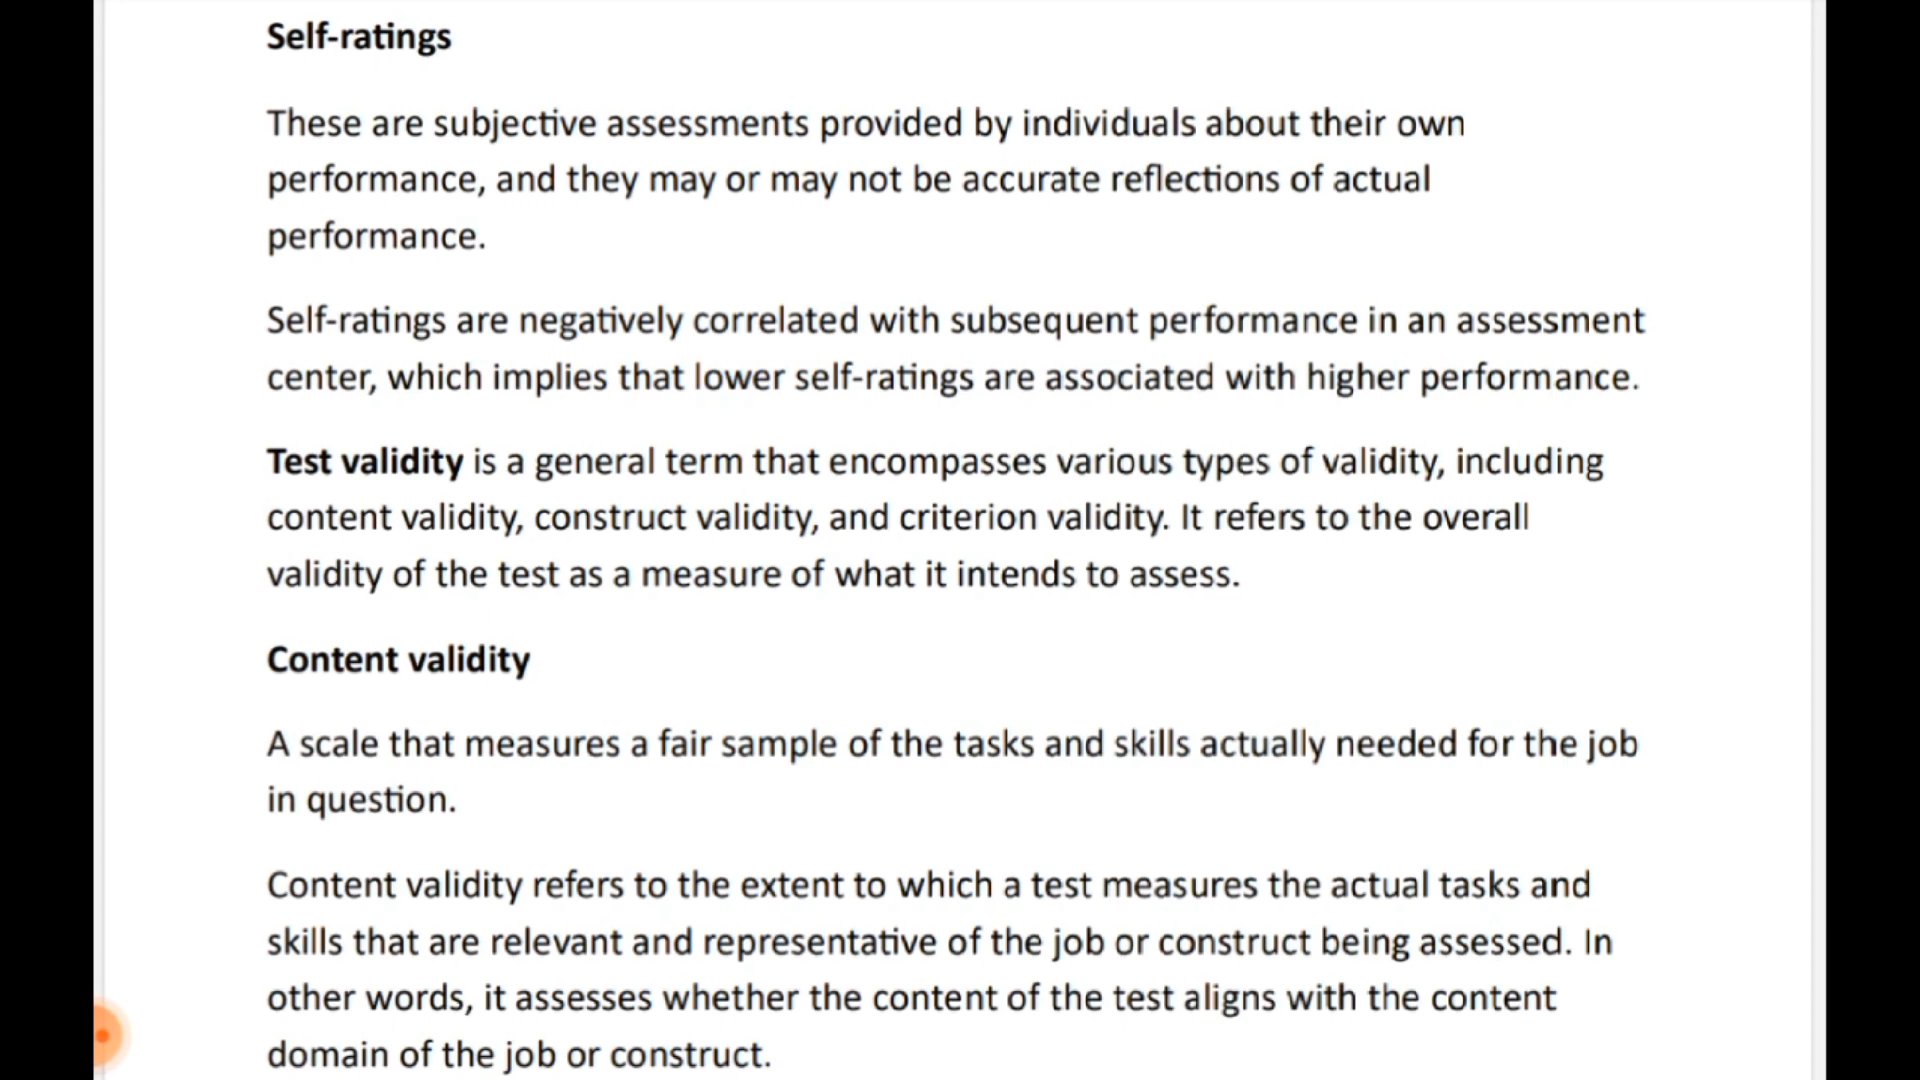 Self-ratings
These are subjective assessments provided by individuals about their own
performance, and they may or may not be accurate reflections of actual
performance.
Self-ratings are negatively correlated with subsequent performance in an assessment
center, which implies that lower self-ratings are associated with higher performance.
Test validity is a general term that encompasses various types of validity, including
content validity, construct validity, and criterion validity. It refers to the overall
validity of the test as a measure of what it intends to assess.
Content validity
A scale that measures a fair sample of the tasks and skills actually needed for the job
in question.
Content validity refers to the extent to which a test measures the actual tasks and
skills that are relevant and representative of the job or construct being assessed. In
other words, it assesses whether the content of the test aligns with the content
domain of the job or construct.